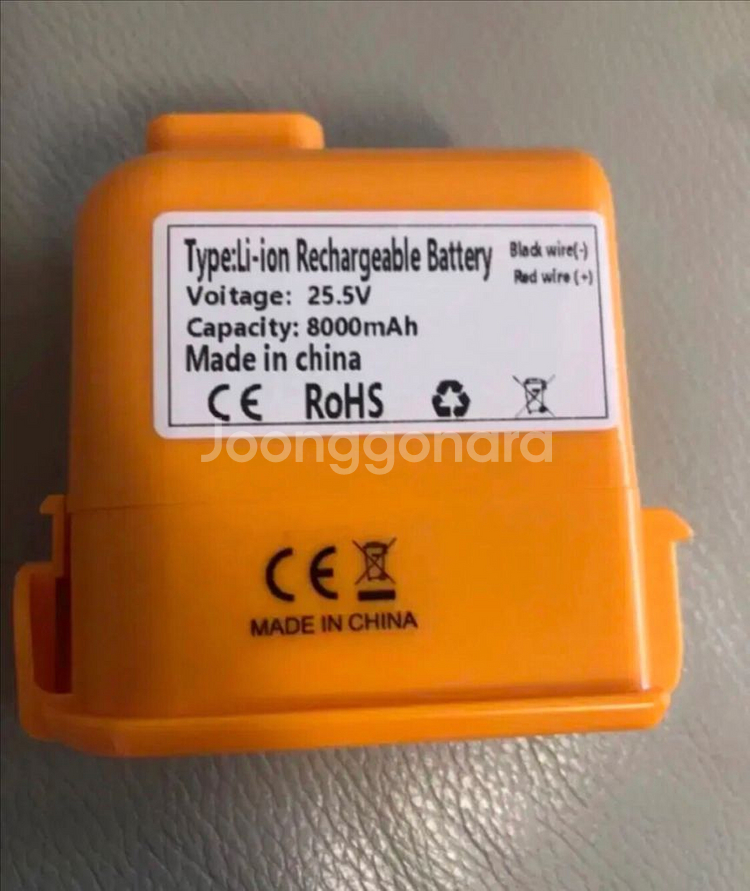 Type:Li-ion Rechargeable Battery
Black wire(-)
Red wire (+)
Voitage: 25.5V
Capacity: 8000mAh
Made in china
CE RoHS
Joonggonara
CE
MADE IN CHINA